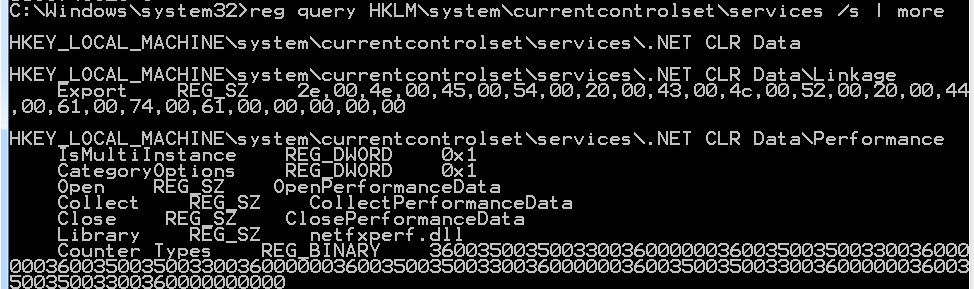 C:\Windows\system32>reg query HKLM\system\currentcontrolset\services /s | more
HKEY_LOCAL_MACHINE\system\currentcontrolset\services\.NET CLR Data
HKEY_LOCAL_MACHINE\system\currentcontrolset\services\.NET CLR Data\Linkage
Export REG_SZ 2e,00,4e,00,45,00,54,00,20,00,43,00,4c,00,52,00,20,00,44
,00,61,00,74,00,61,00,00,00,00,00
HKEY_LOCAL_MACHINE\system\currentcontrolset\services\.NET CLR Data\Performance
IsMultiInstance REG_DWORD 0x1
CategoryOptions REG_DWORD 0x1
Open REG_SZ OpenPerformanceData
Collect REG_SZ CollectPerformanceData
Close REG_SZ ClosePerformanceData
Library REG_SZ netfxperf.dll
Counter Types REG_BINARY 3600350035003300360000003600350035003300360000
0036003500350033003600000036003500350033003600000036003500350033003600000036003
50035003300360000000000